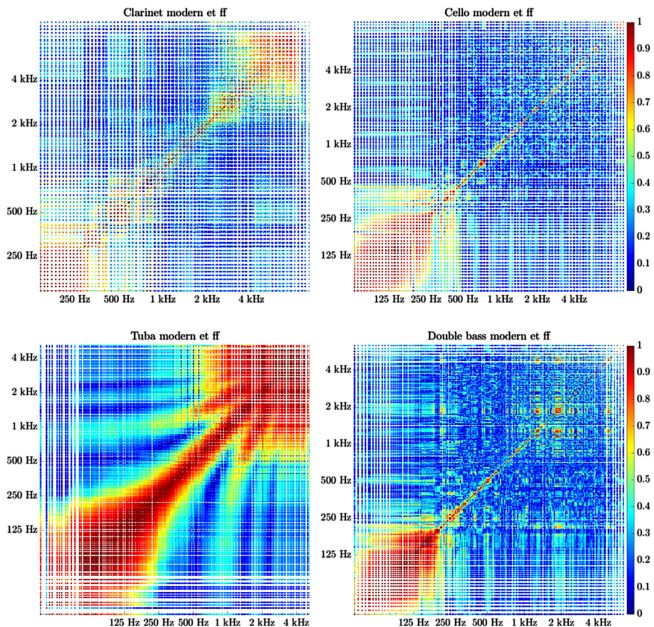 Clarinet modern et ff
4 kHz
2 kHz
1 kHz
500 Hz
250 Hz
250 Hz 500 Hz 1 kHz 2 kHz 4 kHz
Cello modern et ff
4 kHz
2 kHz
1 kHz
500 Hz
250 Hz
125 Hz 250 Hz 500 Hz 1 kHz 2 kHz 4 kHz
1
0.9
0.8
0.7
0.6
0.5
0.4
0.3
0.2
0.1
0
Tuba modern et ff
4 kHz
2 kHz
1 kHz
500 Hz
250 Hz
125 Hz
125 Hz 250 Hz 500 Hz 1 kHz 2 kHz 4 kHz
Double bass modern et ff
4 kHz
2 kHz
1 kHz
500 Hz
250 Hz
125 Hz
125 Hz 250 Hz 500 Hz 1 kHz 2 kHz 4 kHz
1
0.9
0.8
0.7
0.6
0.5
0.4
0.3
0.2
0.1
0